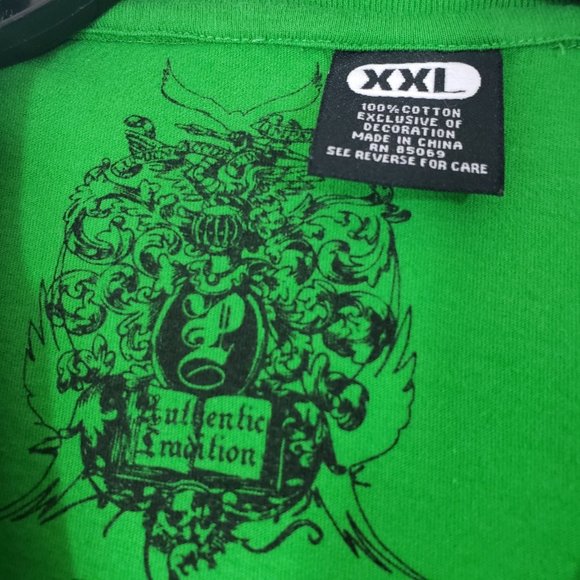 XXL
100% COTTON
EXCLUSIVE OF
DECORATION
MADE IN CHINA
RN 85069
SEE REVERSE FOR CARE
Authentic
Tradition